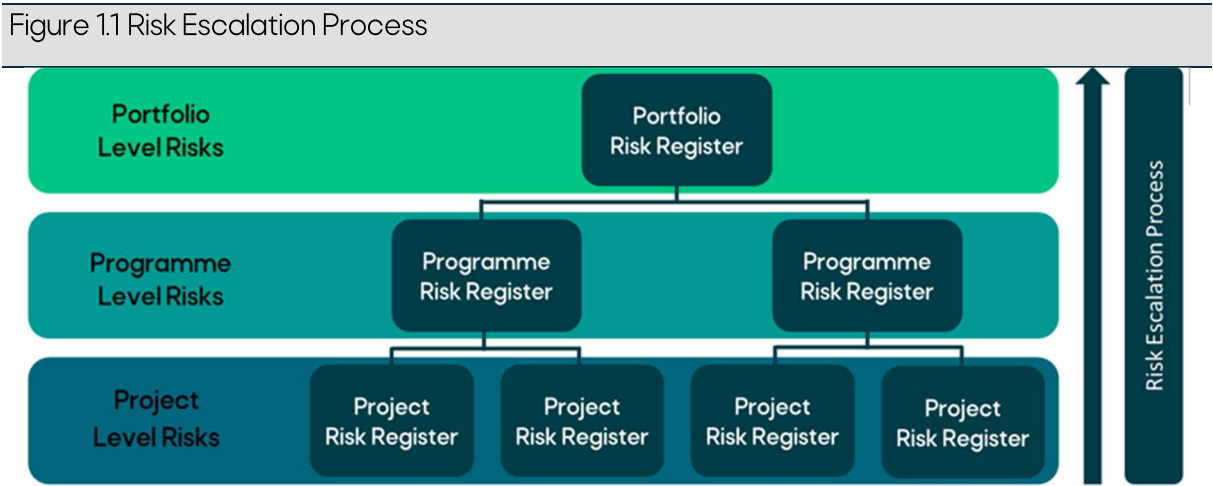 Figure 1.1 Risk Escalation Process
Portfolio
Level Risks
Portfolio
Risk Register
Programme
Level Risks
Programme
Risk Register
Programme
Risk Register
Project
Level Risks
Project
Risk Register
Project
Risk Register
Project
Risk Register
Project
Risk Register
Risk Escalation Process